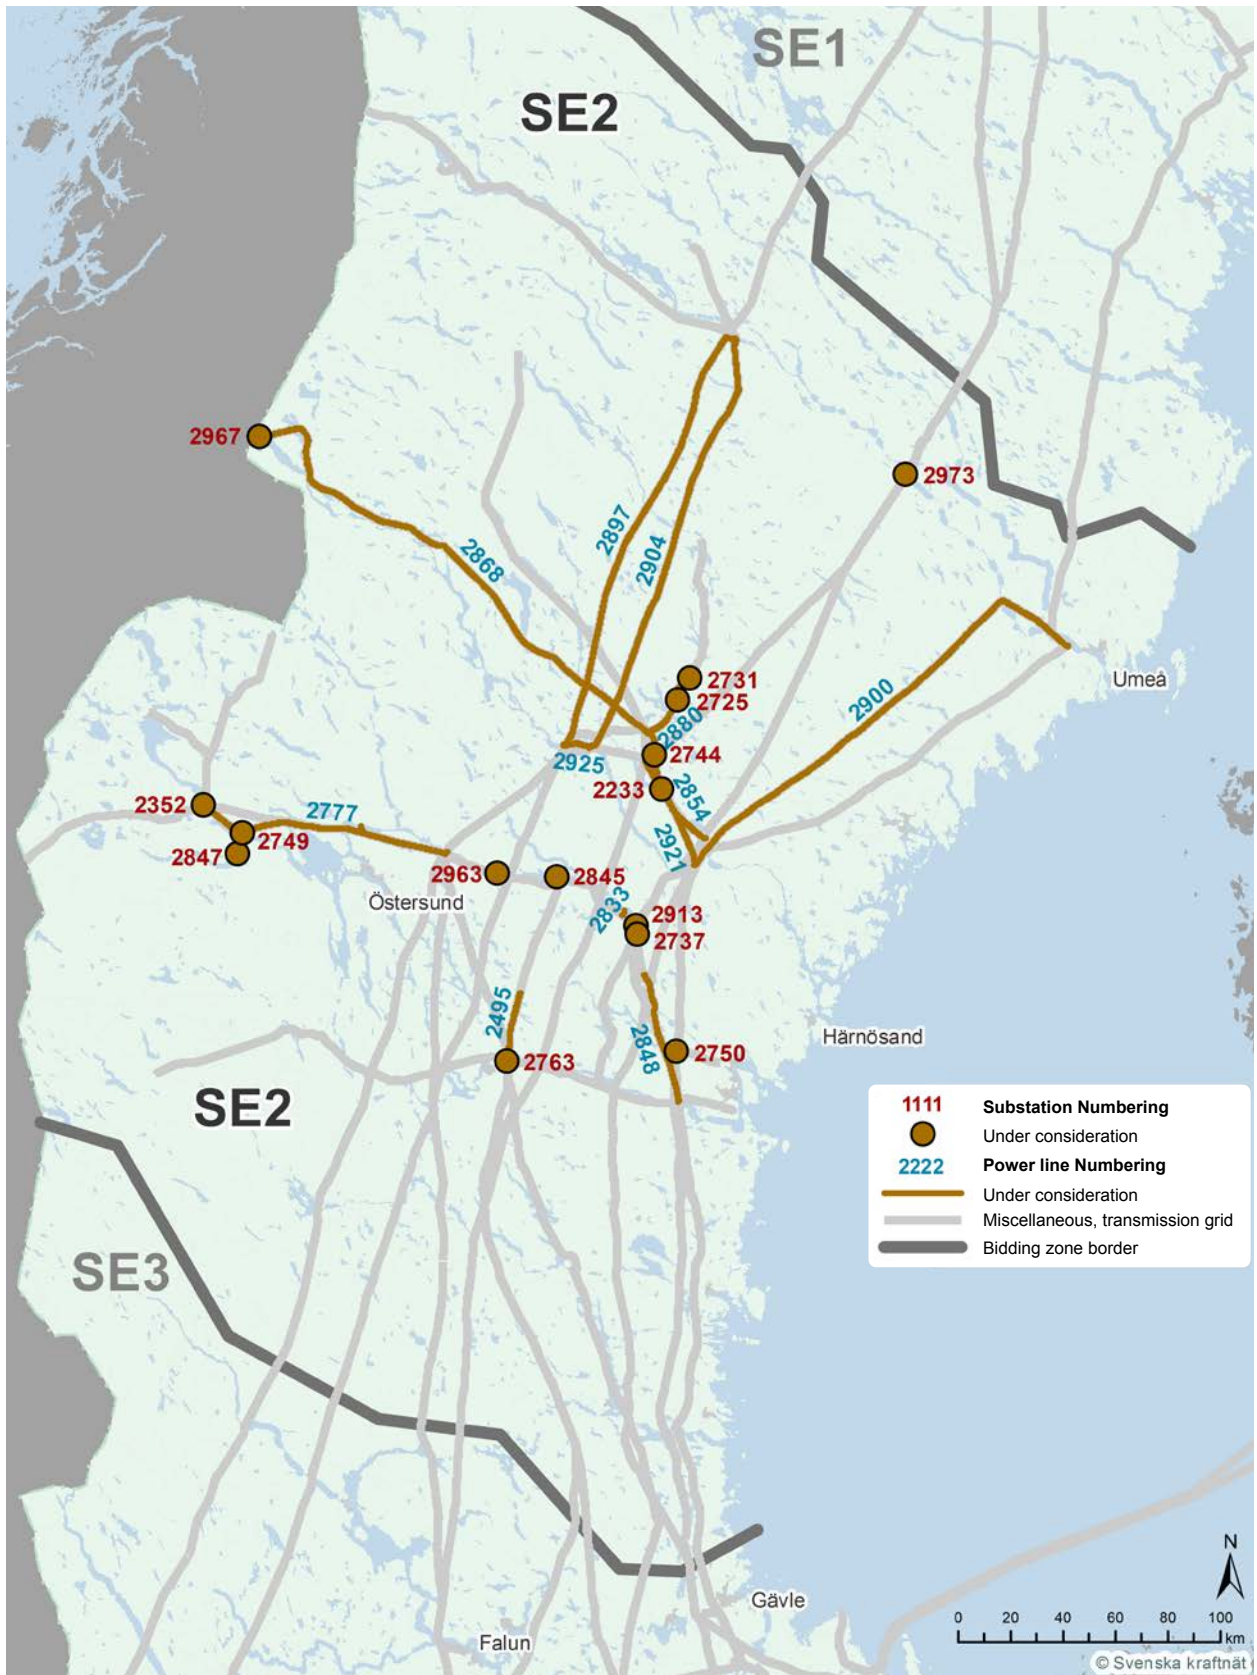 SE1
SE2
2967
2973
2897
2904
2868
2731
Umeå
2725
2900
2880
2744
2925
2233
2854
2352
2777
2749
2921
2847
2963
2845
Östersund
2833
2913
2737
2495
Härnösand
2848
2750
2763
SE2
1111 Substation Numbering
Under consideration
2222 Power line Numbering
Under consideration
Miscellaneous, transmission grid
Bidding zone border
SE3
N
Gävle
0 20 40 60 80 100
km
Falun
© Svenska kraftnät